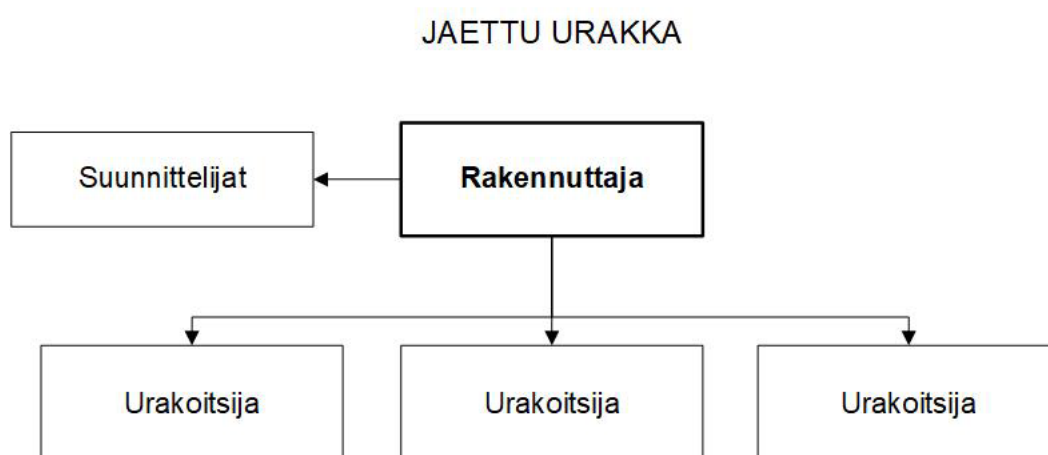 JAETTU URAKKA
Suunnittelijat
Rakennuttaja
Urakoitsija
Urakoitsija
Urakoitsija